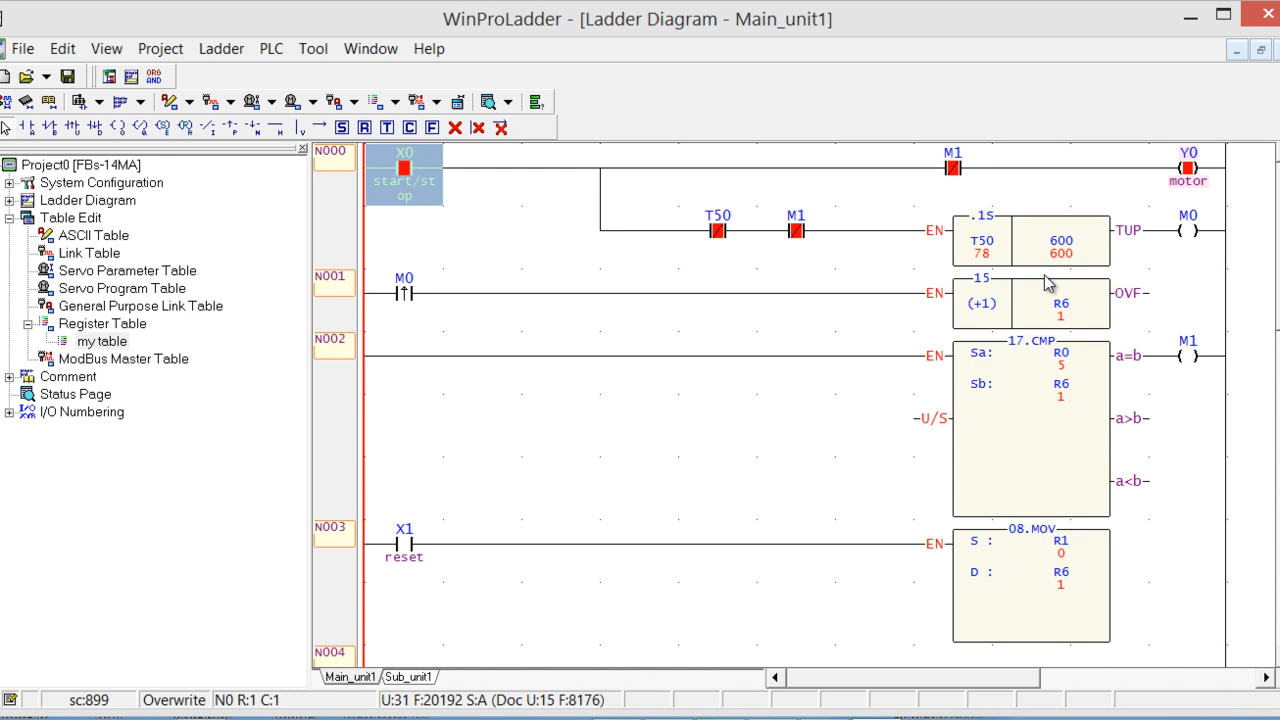 WinProLadder - [Ladder Diagram - Main_unit1]
File Edit View Project Ladder PLC Tool Window Help
ORG
AND
S R T C F
Project0 [FBs-14MA]
System Configuration
Ladder Diagram
Table Edit
ASCII Table
Link Table
Servo Parameter Table
Servo Program Table
General Purpose Link Table
Register Table
my table
ModBus Master Table
Comment
Status Page
I/O Numbering
N000 X0 M1 Y0
start/st
op
motor
T50 M1 .1S M0
EN T50 600 TUP
78 600
N001 M0 15
EN (+1) R6 OVF
1
N002 17.CMP M1
EN Sa: R0 a=b
5
Sb: R6
1
U/S a>b
a<b
N003 X1 08.MOV
reset EN S : R1
0
D : R6
1
N004
Main_unit1 Sub_unit1
sc:899 Overwrite N0 R:1 C:1 U:31 F:20192 S:A (Doc U:15 F:8176)